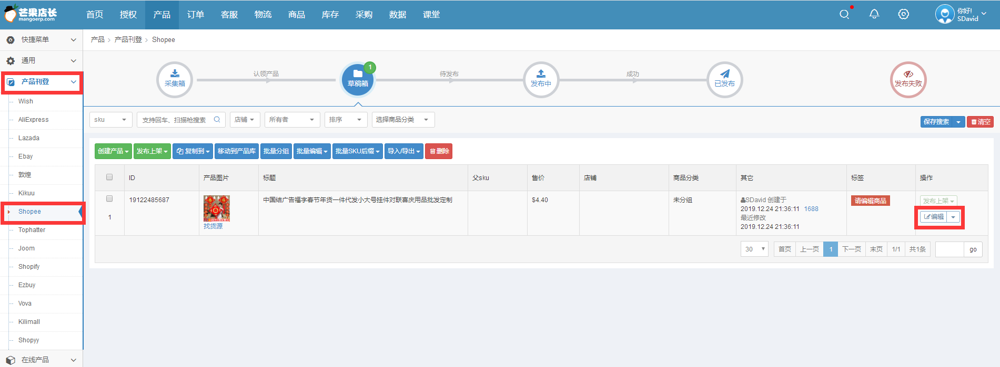 芒果店长
mangoerp.com
首页 授权 产品 订单 客服 物流 商品 库存 采购 数据 课堂
你好!
SDavid
快捷菜单
通用
产品刊登
Wish
AliExpress
Lazada
Ebay
敦煌
Kikuu
Shopee
Tophatter
Joom
Shopify
Ezbuy
Vova
Kilimall
Shopyy
在线产品
产品 > 产品刊登 > Shopee
采集箱
认领产品
1
草稿箱
待发布
发布中
成功
已发布
发布失败
sku 支持回车、扫描枪搜索 店铺 所有者 排序 选择商品分类 保存搜索 清空
创建产品 发布上架 复制到 移动到产品库 批量分组 批量编辑 批量SKU后缀 导入/导出 删除
ID 产品图片 标题 父sku 售价 店铺 商品分类 其它 标签 操作
1
19122485687
找货源
中国结广告福字春节年货一件代发小大号挂件对联喜庆用品批发定制
$4.40
未分组
SDavid 创建于
2019.12.24 21:36:11 1688
最近修改
2019.12.24 21:36:11
请编辑商品
发布上架
编辑
30 首页 上一页 1 下一页 末页 1/1 共1条 go